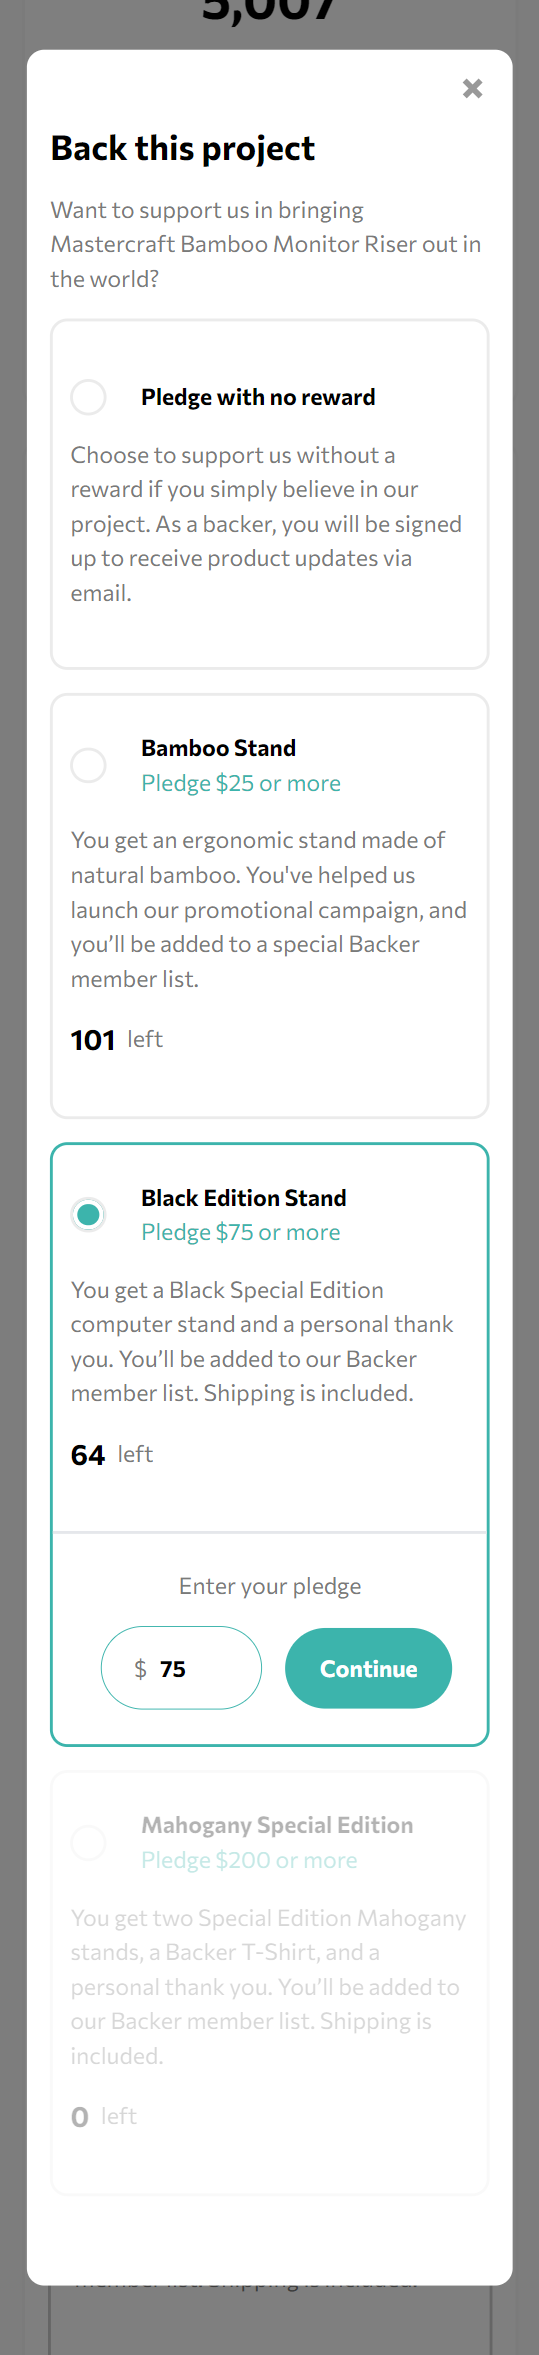 5,007
Back this project
Want to support us in bringing
Mastercraft Bamboo Monitor Riser out in
the world?
Pledge with no reward
Choose to support us without a
reward if you simply believe in our
project. As a backer, you will be signed
up to receive product updates via
email.
Bamboo Stand
Pledge $25 or more
You get an ergonomic stand made of
natural bamboo. You've helped us
launch our promotional campaign, and
you’ll be added to a special Backer
member list.
101 left
Black Edition Stand
Pledge $75 or more
You get a Black Special Edition
computer stand and a personal thank
you. You’ll be added to our Backer
member list. Shipping is included.
64 left
Enter your pledge
$ 75 Continue
Mahogany Special Edition
Pledge $200 or more
You get two Special Edition Mahogany
stands, a Backer T-Shirt, and a
personal thank you. You’ll be added to
our Backer member list. Shipping is
included.
0 left
member list. Shipping is included.